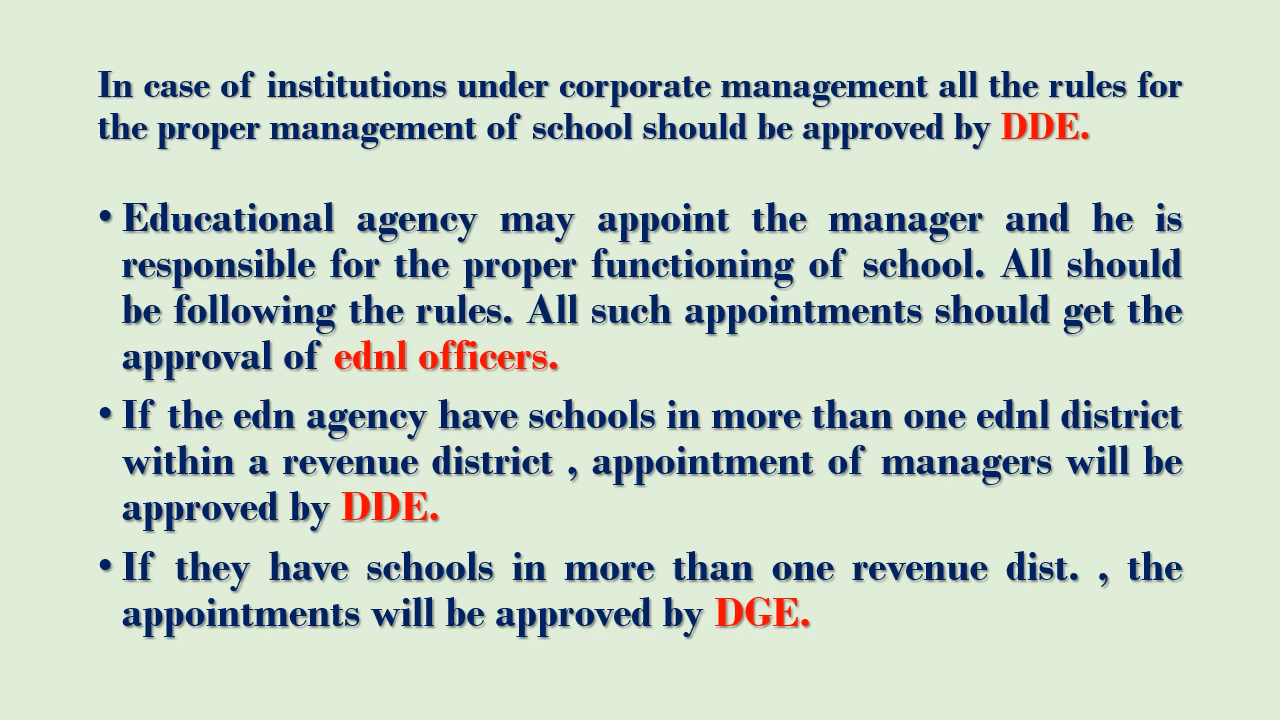 In case of institutions under corporate management all the rules for
the proper management of school should be approved by DDE.
• Educational agency may appoint the manager and he is
responsible for the proper functioning of school. All should
be following the rules. All such appointments should get the
approval of ednl officers.
• If the edn agency have schools in more than one ednl district
within a revenue district , appointment of managers will be
approved by DDE.
• If they have schools in more than one revenue dist. , the
appointments will be approved by DGE.